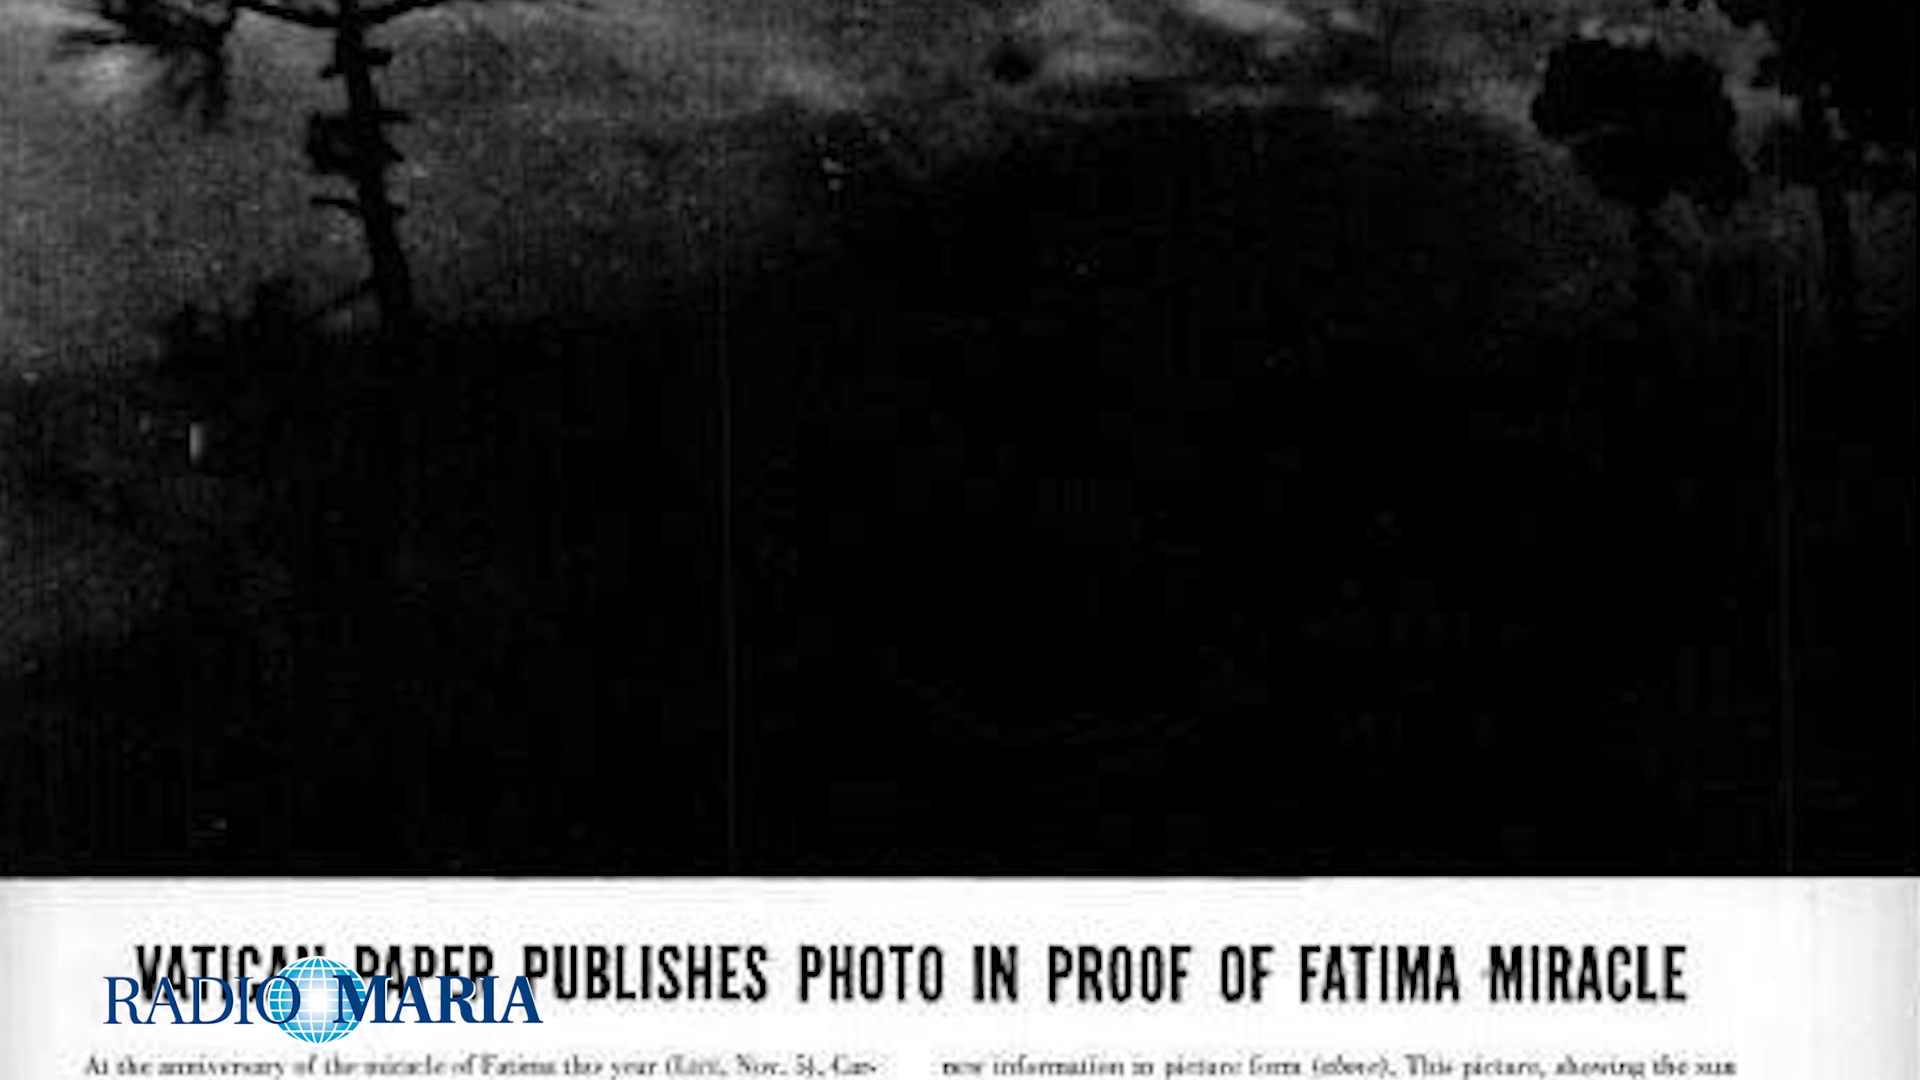 VATICAN PAPER PUBLISHES PHOTO IN PROOF OF FATIMA MIRACLE
RADIO MARIA
At the anniversary of the miracle of Fatima this year (LIFE, Nov. 5), Car-
new information in picture form (above). This picture, showing the sun